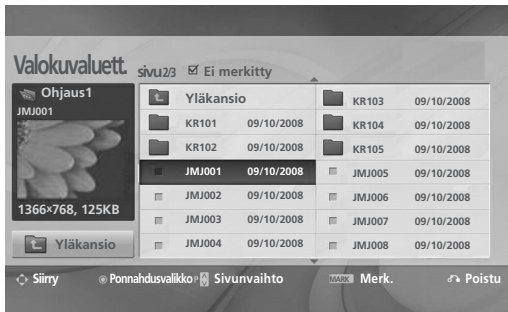 Valokuvaluett. sivu2/3 Ei merkitty
Ohjaus1
JMJ001
1366×768, 125KB
Yläkansio
Yläkansio
KR101 09/10/2008
KR102 09/10/2008
JMJ001 09/10/2008
JMJ002 09/10/2008
JMJ003 09/10/2008
JMJ004 09/10/2008
KR103 09/10/2008
KR104 09/10/2008
KR105 09/10/2008
JMJ005 09/10/2008
JMJ006 09/10/2008
JMJ007 09/10/2008
JMJ008 09/10/2008
Siirry Ponnahdusvalikko P Sivunvaihto MARK Merk. Poistu